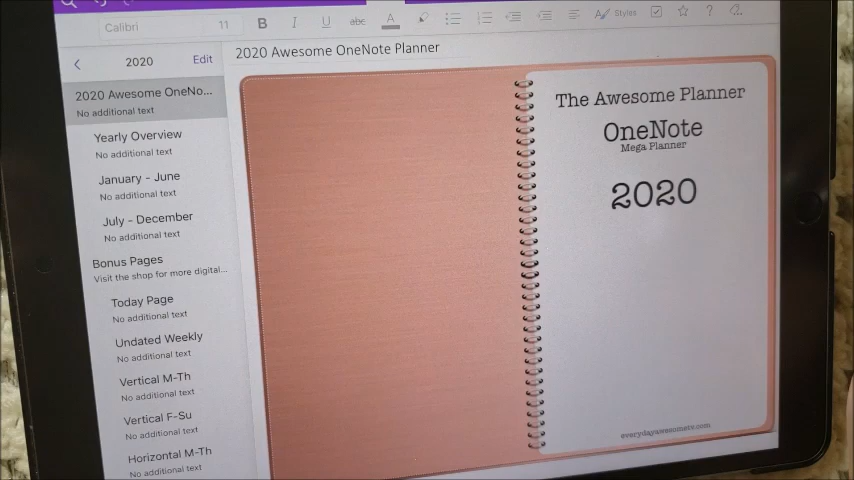 Calibri
11
B I U abc A Styles ?
2020
Edit
2020 Awesome OneNote Planner
2020 Awesome OneNo...
No additional text
Yearly Overview
No additional text
January - June
No additional text
July - December
No additional text
Bonus Pages
Visit the shop for more digital...
Today Page
No additional text
Undated Weekly
No additional text
Vertical M-Th
No additional text
Vertical F-Su
No additional text
Horizontal M-Th
No additional text
The Awesome Planner
OneNote
Mega Planner
2020
everydayawesomers.com